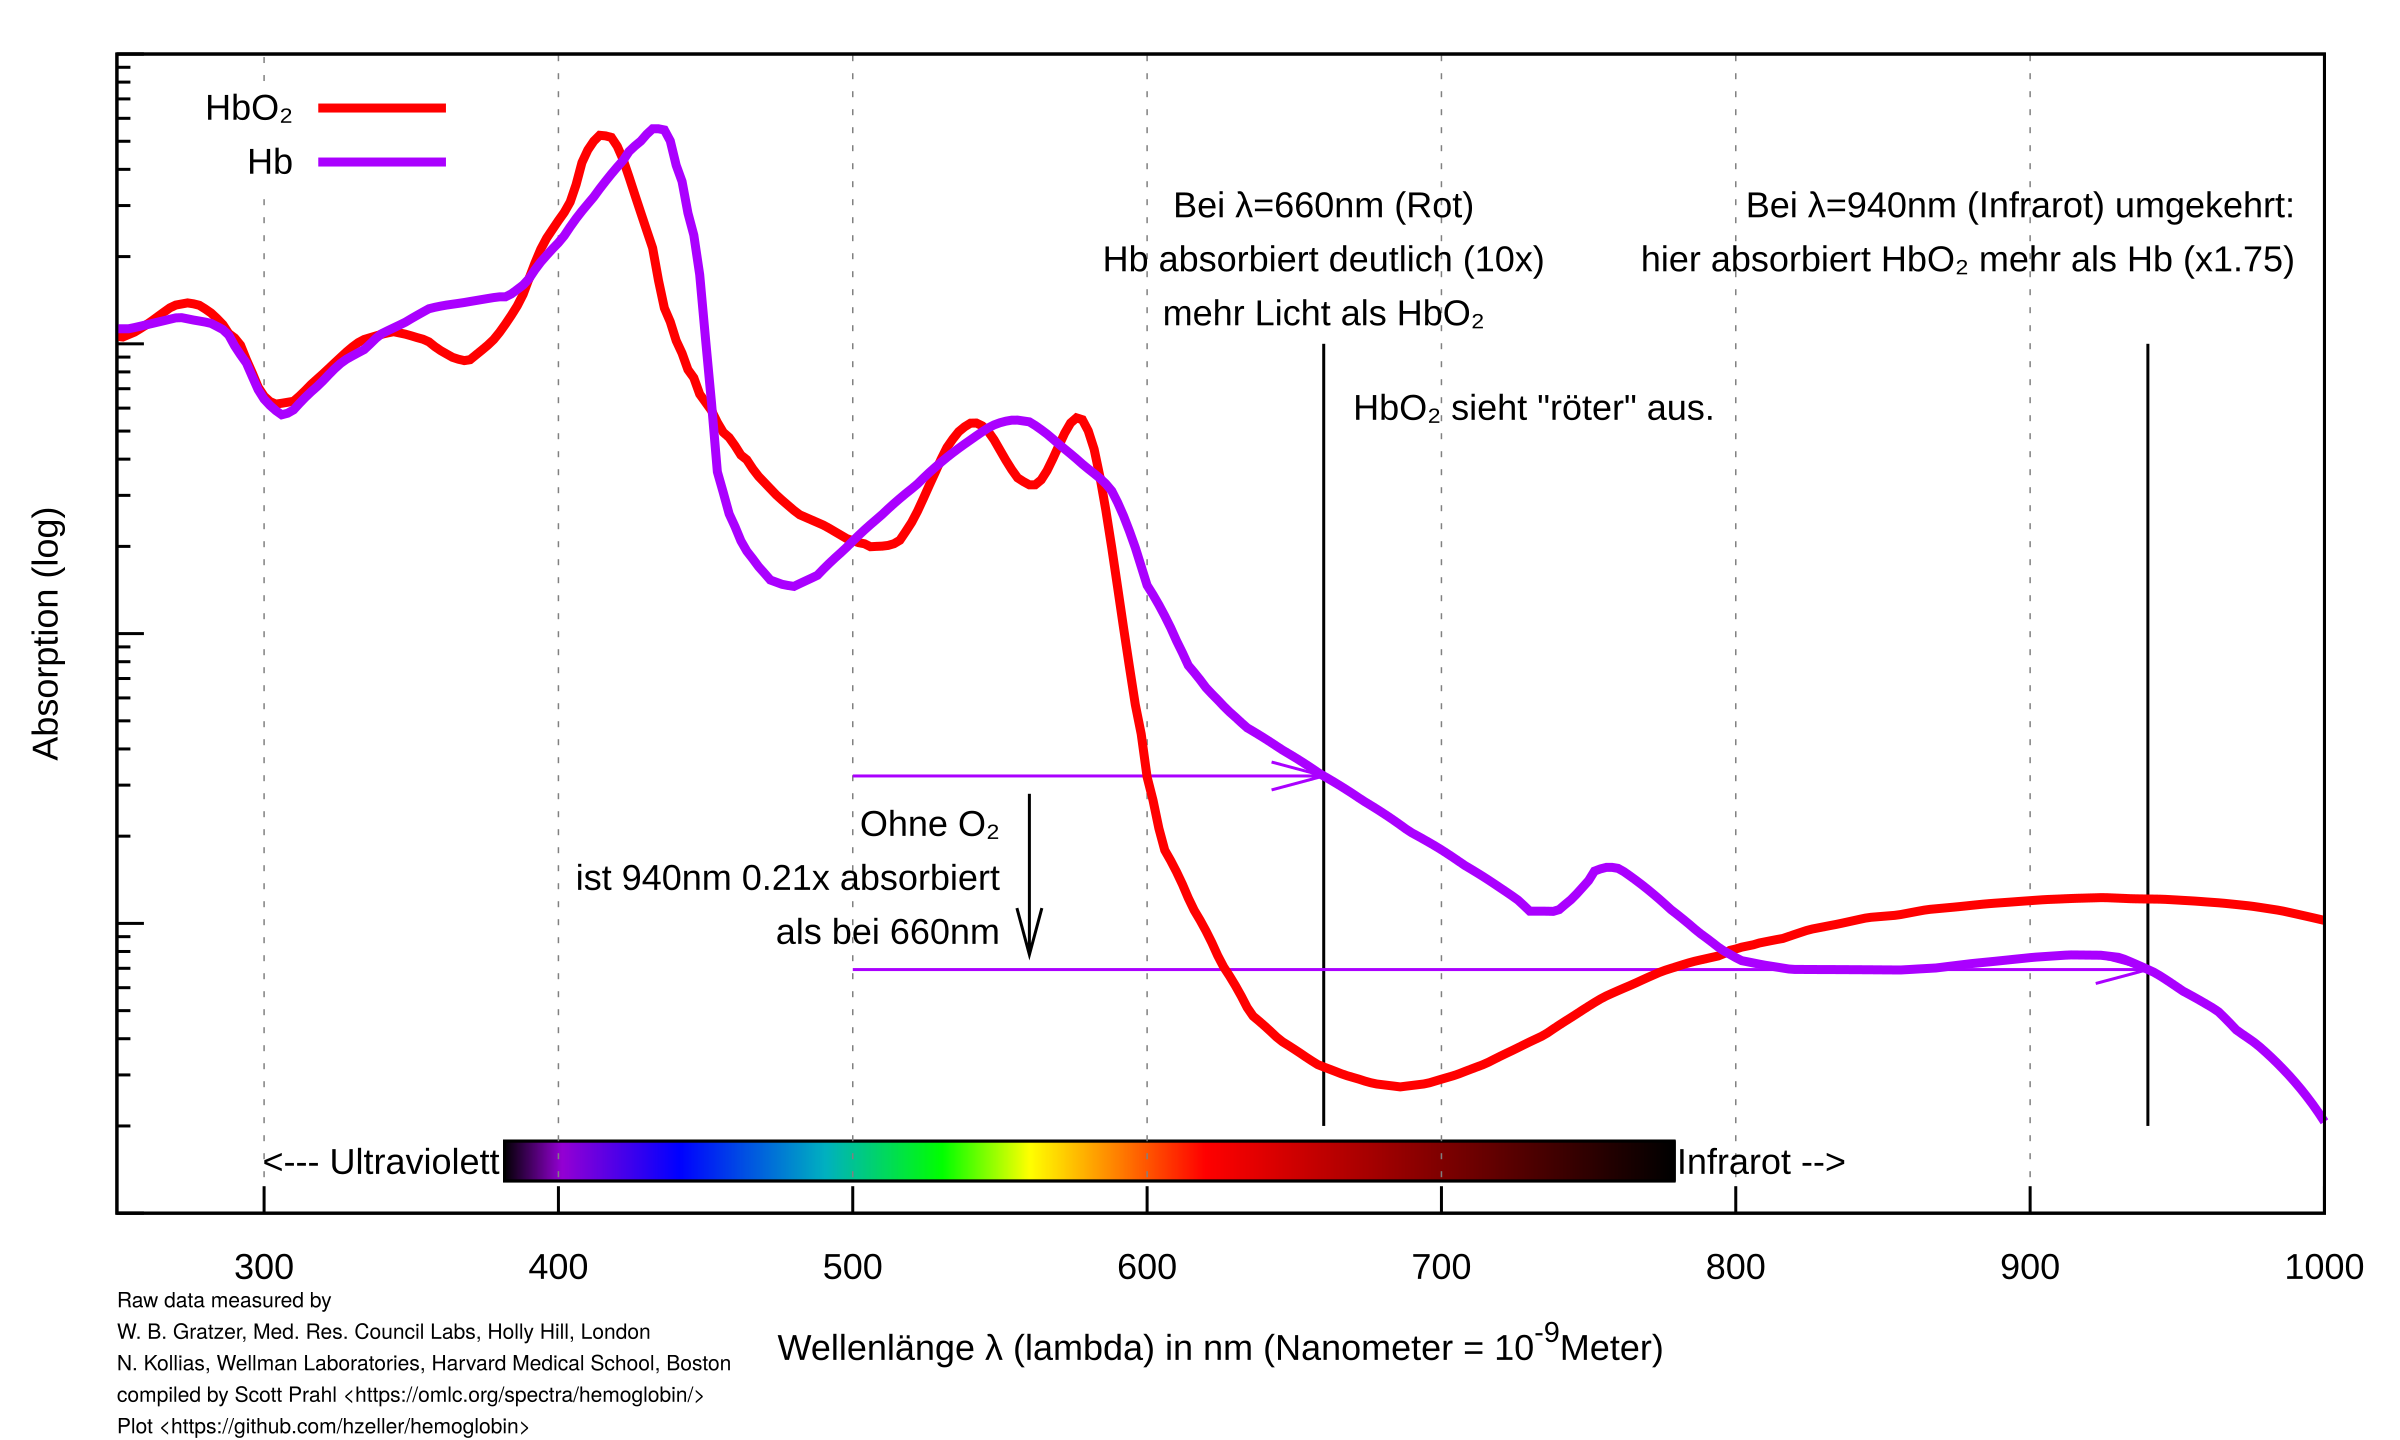 HbO₂
Hb
Bei λ=660nm (Rot)
Hb absorbiert deutlich (10x)
mehr Licht als HbO₂
Bei λ=940nm (Infrarot) umgekehrt:
hier absorbiert HbO₂ mehr als Hb (x1.75)
HbO₂ sieht "röter" aus.
Absorption (log)
Ohne O₂
ist 940nm 0.21x absorbiert
als bei 660nm
<--- Ultraviolett
Infrarot -->
300 400 500 600 700 800 900 1000
Wellenlänge λ (lambda) in nm (Nanometer = 10⁻⁹Meter)
Raw data measured by
W. B. Gratzer, Med. Res. Council Labs, Holly Hill, London
N. Kollias, Wellman Laboratories, Harvard Medical School, Boston
compiled by Scott Prahl <https://omlc.org/spectra/hemoglobin/>
Plot <https://github.com/hzeller/hemoglobin>